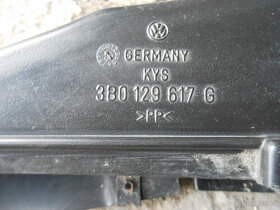 GERMANY
KYS
3B0 129 617 G
>PP<